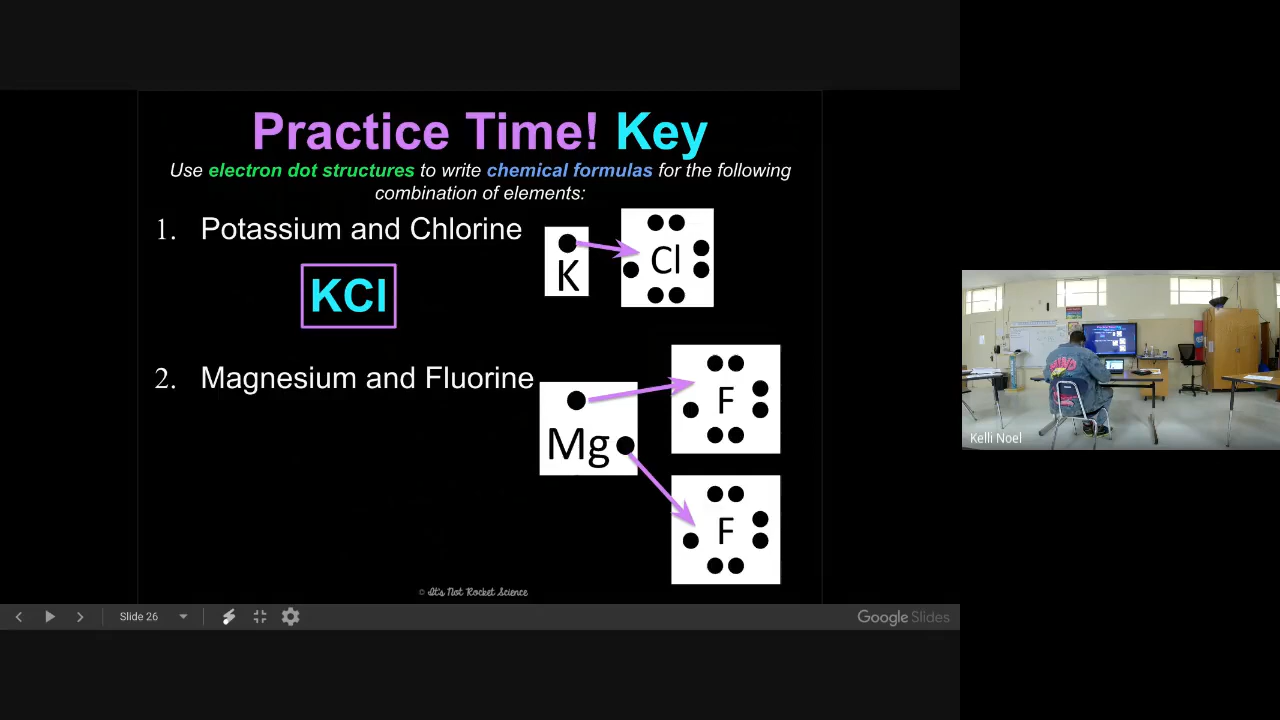 Practice Time! Key
Use electron dot structures to write chemical formulas for the following
combination of elements:
1. Potassium and Chlorine
K
Cl
KCl
2. Magnesium and Fluorine
Mg
F
F
© It's Not Rocket Science
Slide 26
Google Slides
Kelli Noel